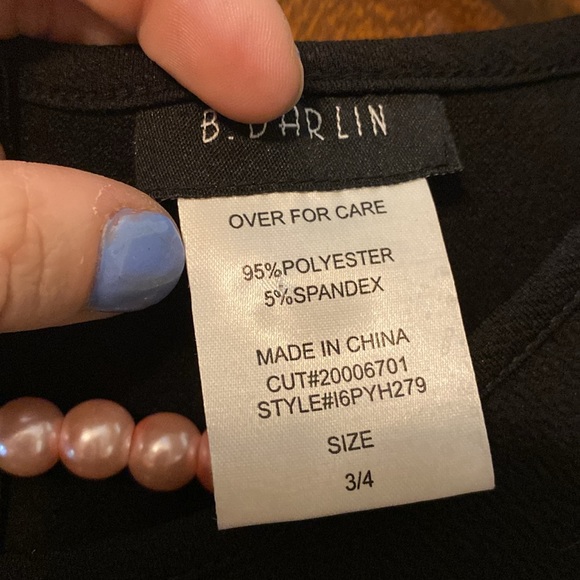 B. DARLIN
OVER FOR CARE
95%POLYESTER
5%SPANDEX
MADE IN CHINA
CUT#20006701
STYLE#I6PYH279
SIZE
3/4